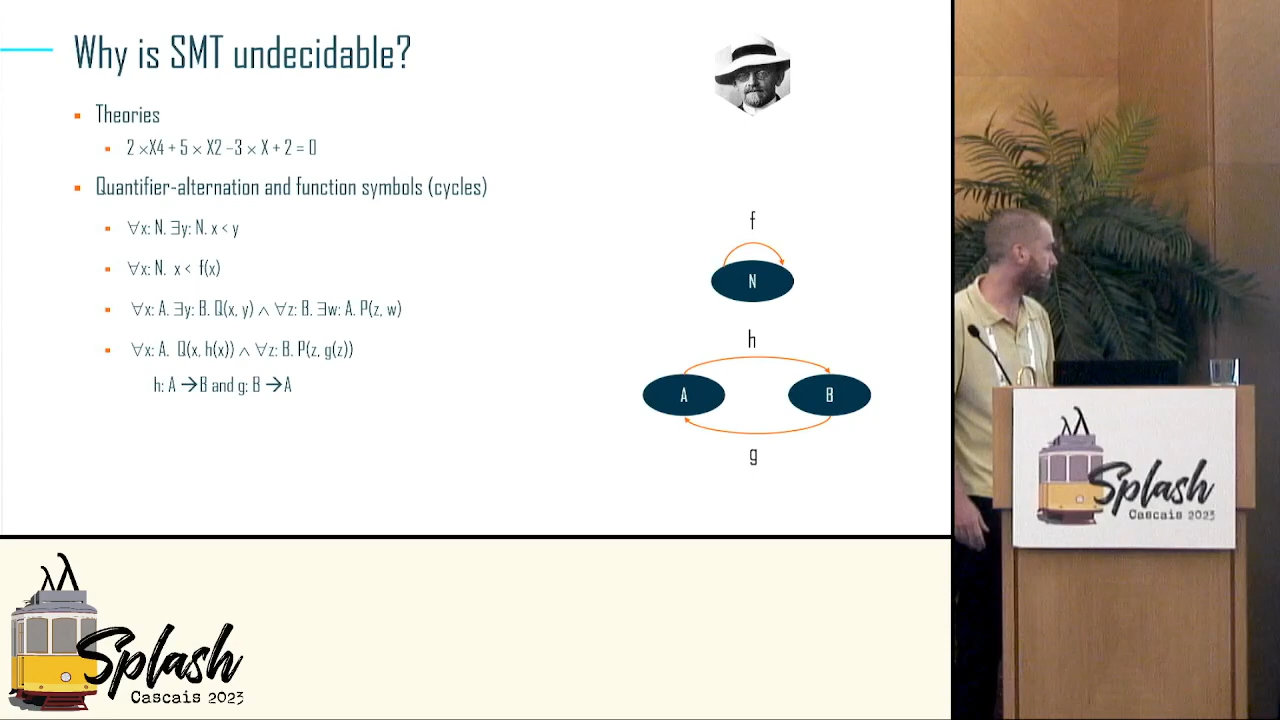 Why is SMT undecidable?
Theories
2 ×X4 + 5 × X2 –3 × X + 2 = 0
Quantifier-alternation and function symbols (cycles)
∀x: N. ∃y: N. x < y
∀x: N. x < f(x)
∀x: A. ∃y: B. Q(x, y) ∧ ∀z: B. ∃w: A. P(z, w)
∀x: A. Q(x, h(x)) ∧ ∀z: B. P(z, g(z))
h: A →B and g: B →A
f
N
h
A
B
g
Splash
Cascais 2023
Splash
Cascais 2023